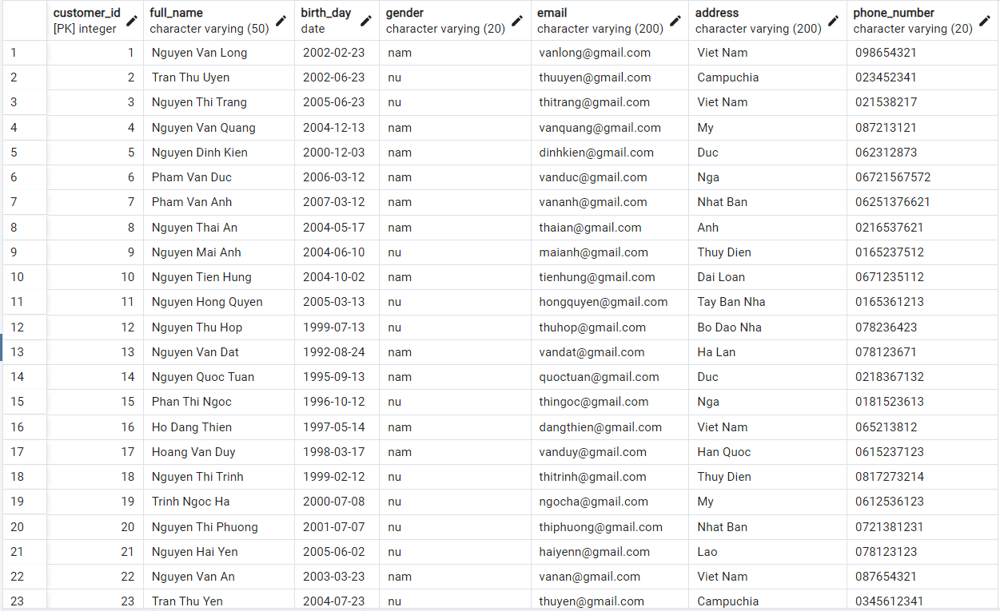 customer_id full_name birth_day gender email address phone_number
[PK] integer character varying (50) date character varying (20) character varying (200) character varying (200) character varying (20)
1 1 Nguyen Van Long 2002-02-23 nam vanlong@gmail.com Viet Nam 098654321
2 2 Tran Thu Uyen 2002-06-23 nu thuuyen@gmail.com Campuchia 023452341
3 3 Nguyen Thi Trang 2005-06-23 nu thitrang@gmail.com Viet Nam 021538217
4 4 Nguyen Van Quang 2004-12-13 nam vanquang@gmail.com My 087213121
5 5 Nguyen Dinh Kien 2000-12-03 nam dinhkien@gmail.com Duc 062312873
6 6 Pham Van Duc 2006-03-12 nam vanduc@gmail.com Nga 06721567572
7 7 Pham Van Anh 2007-03-12 nam vananh@gmail.com Nhat Ban 06251376621
8 8 Nguyen Thai An 2004-05-17 nam thaian@gmail.com Anh 0216537621
9 9 Nguyen Mai Anh 2004-06-10 nu maianh@gmail.com Thuy Dien 0165237512
10 10 Nguyen Tien Hung 2004-10-02 nam tienhung@gmail.com Dai Loan 0671235112
11 11 Nguyen Hong Quyen 2005-03-13 nu hongquyen@gmail.com Tay Ban Nha 0165361213
12 12 Nguyen Thu Hop 1999-07-13 nu thuhop@gmail.com Bo Dao Nha 078236423
13 13 Nguyen Van Dat 1992-08-24 nam vandat@gmail.com Ha Lan 078123671
14 14 Nguyen Quoc Tuan 1995-09-13 nam quoctuan@gmail.com Duc 0218367132
15 15 Phan Thi Ngoc 1996-10-12 nu thingoc@gmail.com Nga 0181523613
16 16 Ho Dang Thien 1997-05-14 nam dangthien@gmail.com Viet Nam 065213812
17 17 Hoang Van Duy 1998-03-17 nam vanduy@gmail.com Han Quoc 0615237123
18 18 Nguyen Thi Trinh 1999-02-12 nu thitrinh@gmail.com Thuy Dien 0817273214
19 19 Trinh Ngoc Ha 2000-07-08 nu ngocha@gmail.com My 0612536123
20 20 Nguyen Thi Phuong 2001-07-07 nu thiphuong@gmail.com Nhat Ban 0721381231
21 21 Nguyen Hai Yen 2005-06-02 nu haiyenn@gmail.com Lao 078123123
22 22 Nguyen Van An 2003-03-23 nam vanan@gmail.com Viet Nam 087654321
23 23 Tran Thu Yen 2004-07-23 nu thuyen@gmail.com Campuchia 0345612341